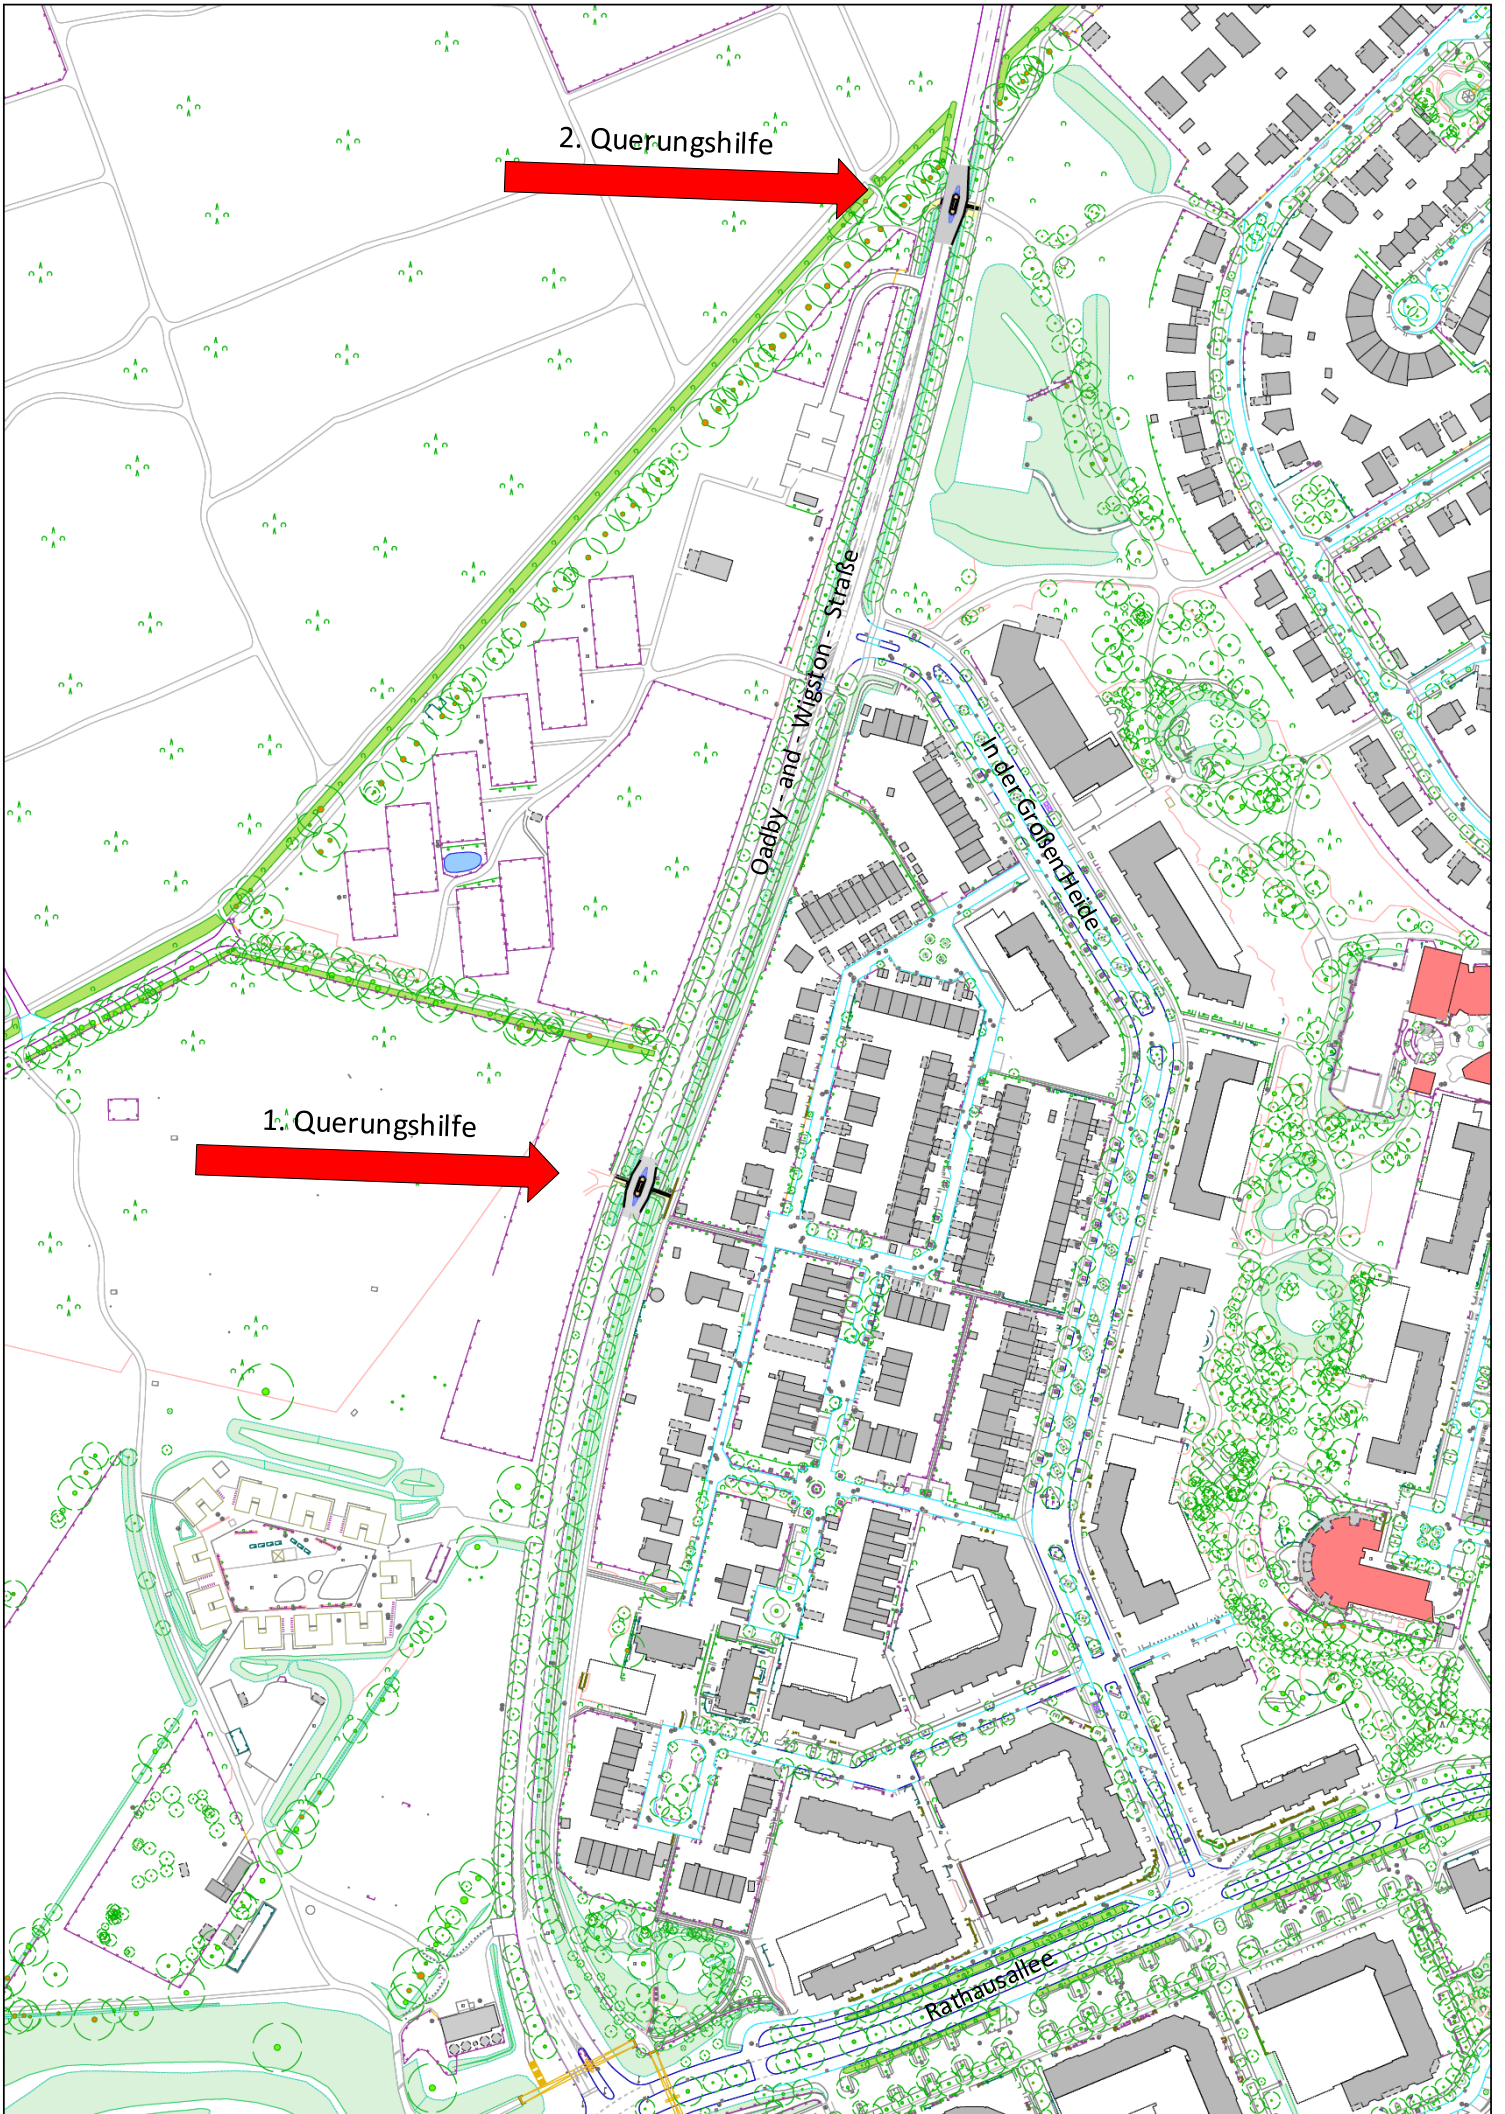 2. Querungshilfe
Oadby - and - Wigston - Straße
In der Großen Heide
1. Querungshilfe
Rathausallee